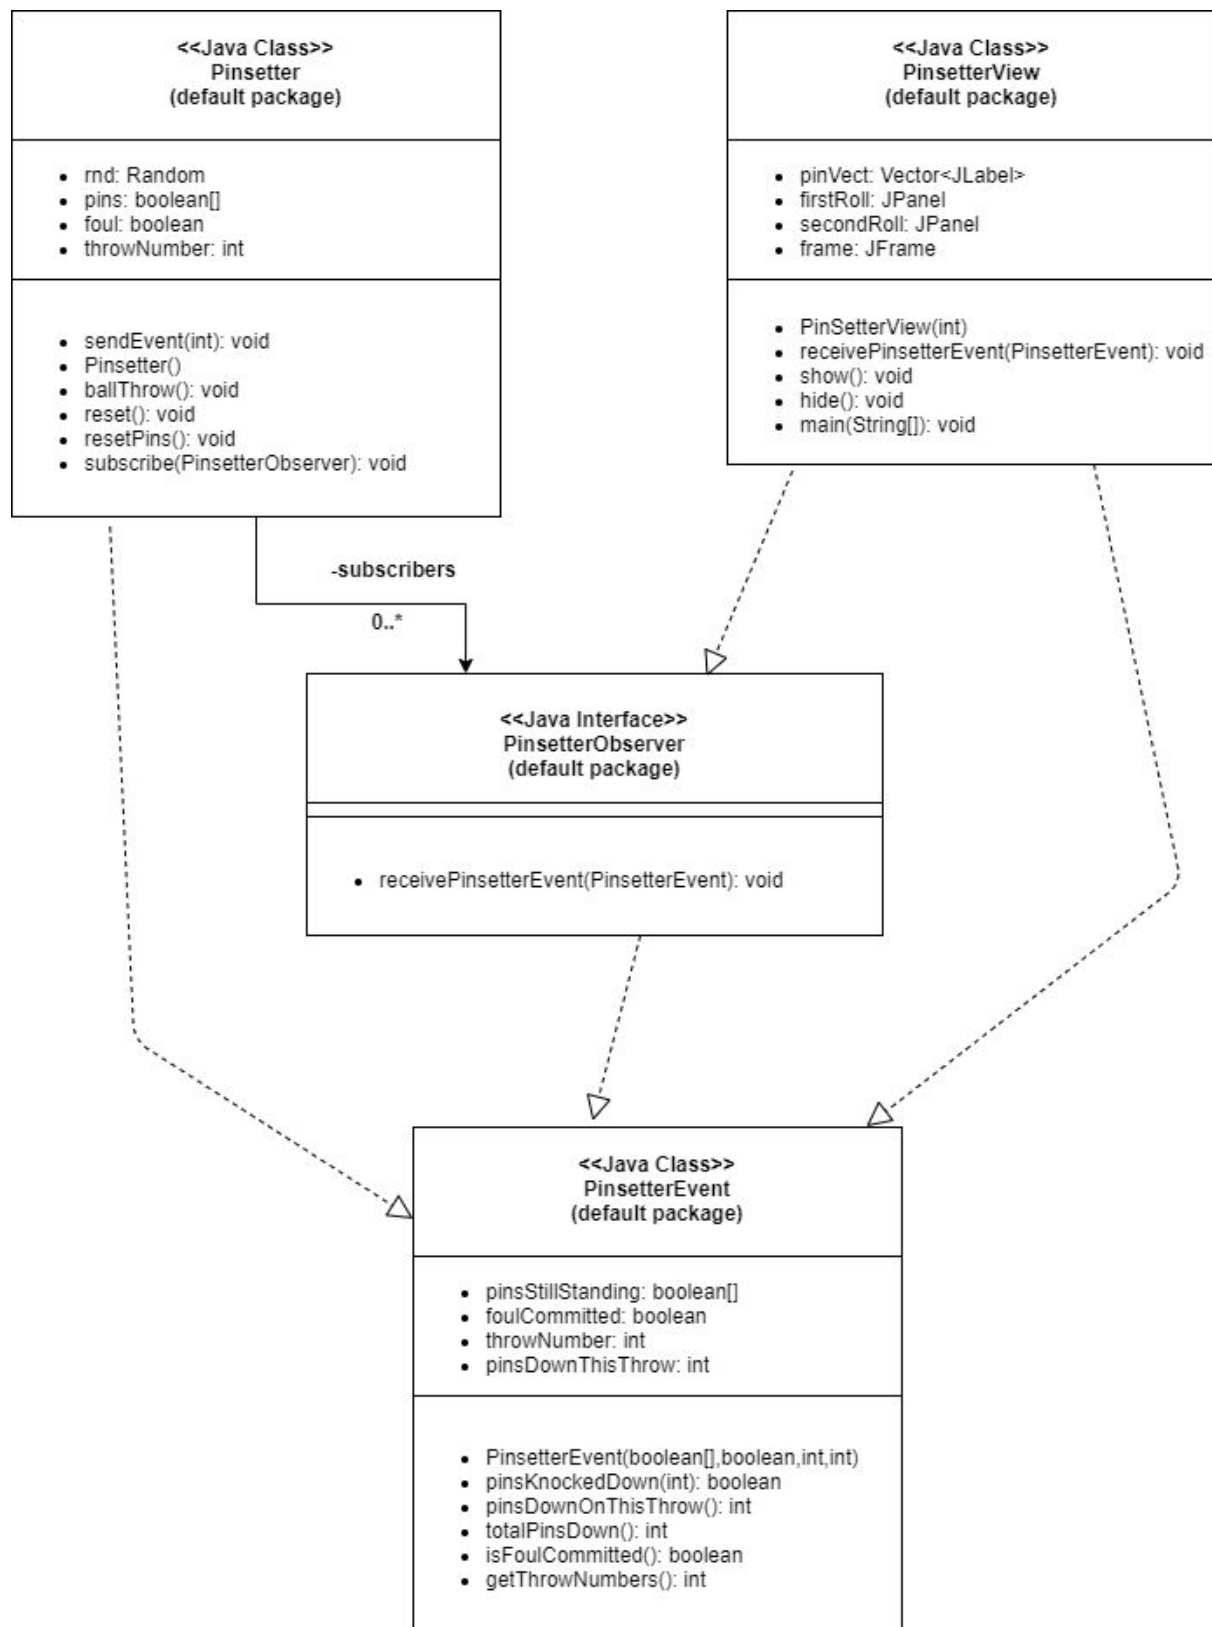 <<Java Class>>
Pinsetter
(default package)
rnd: Random
pins: boolean[]
foul: boolean
throwNumber: int
sendEvent(int): void
Pinsetter()
ballThrow(): void
reset(): void
resetPins(): void
subscribe(PinsetterObserver): void
<<Java Class>>
PinsetterView
(default package)
pinVect: Vector<JLabel>
firstRoll: JPanel
secondRoll: JPanel
frame: JFrame
PinSetterView(int)
receivePinsetterEvent(PinsetterEvent): void
show(): void
hide(): void
main(String[]): void
-subscribers
0..*
<<Java Interface>>
PinsetterObserver
(default package)
receivePinsetterEvent(PinsetterEvent): void
<<Java Class>>
PinsetterEvent
(default package)
pinsStillStanding: boolean[]
foulCommitted: boolean
throwNumber: int
pinsDownThisThrow: int
PinsetterEvent(boolean[],boolean,int,int)
pinsKnockedDown(int): boolean
pinsDownOnThisThrow(): int
totalPinsDown(): int
isFoulCommitted(): boolean
getThrowNumbers(): int